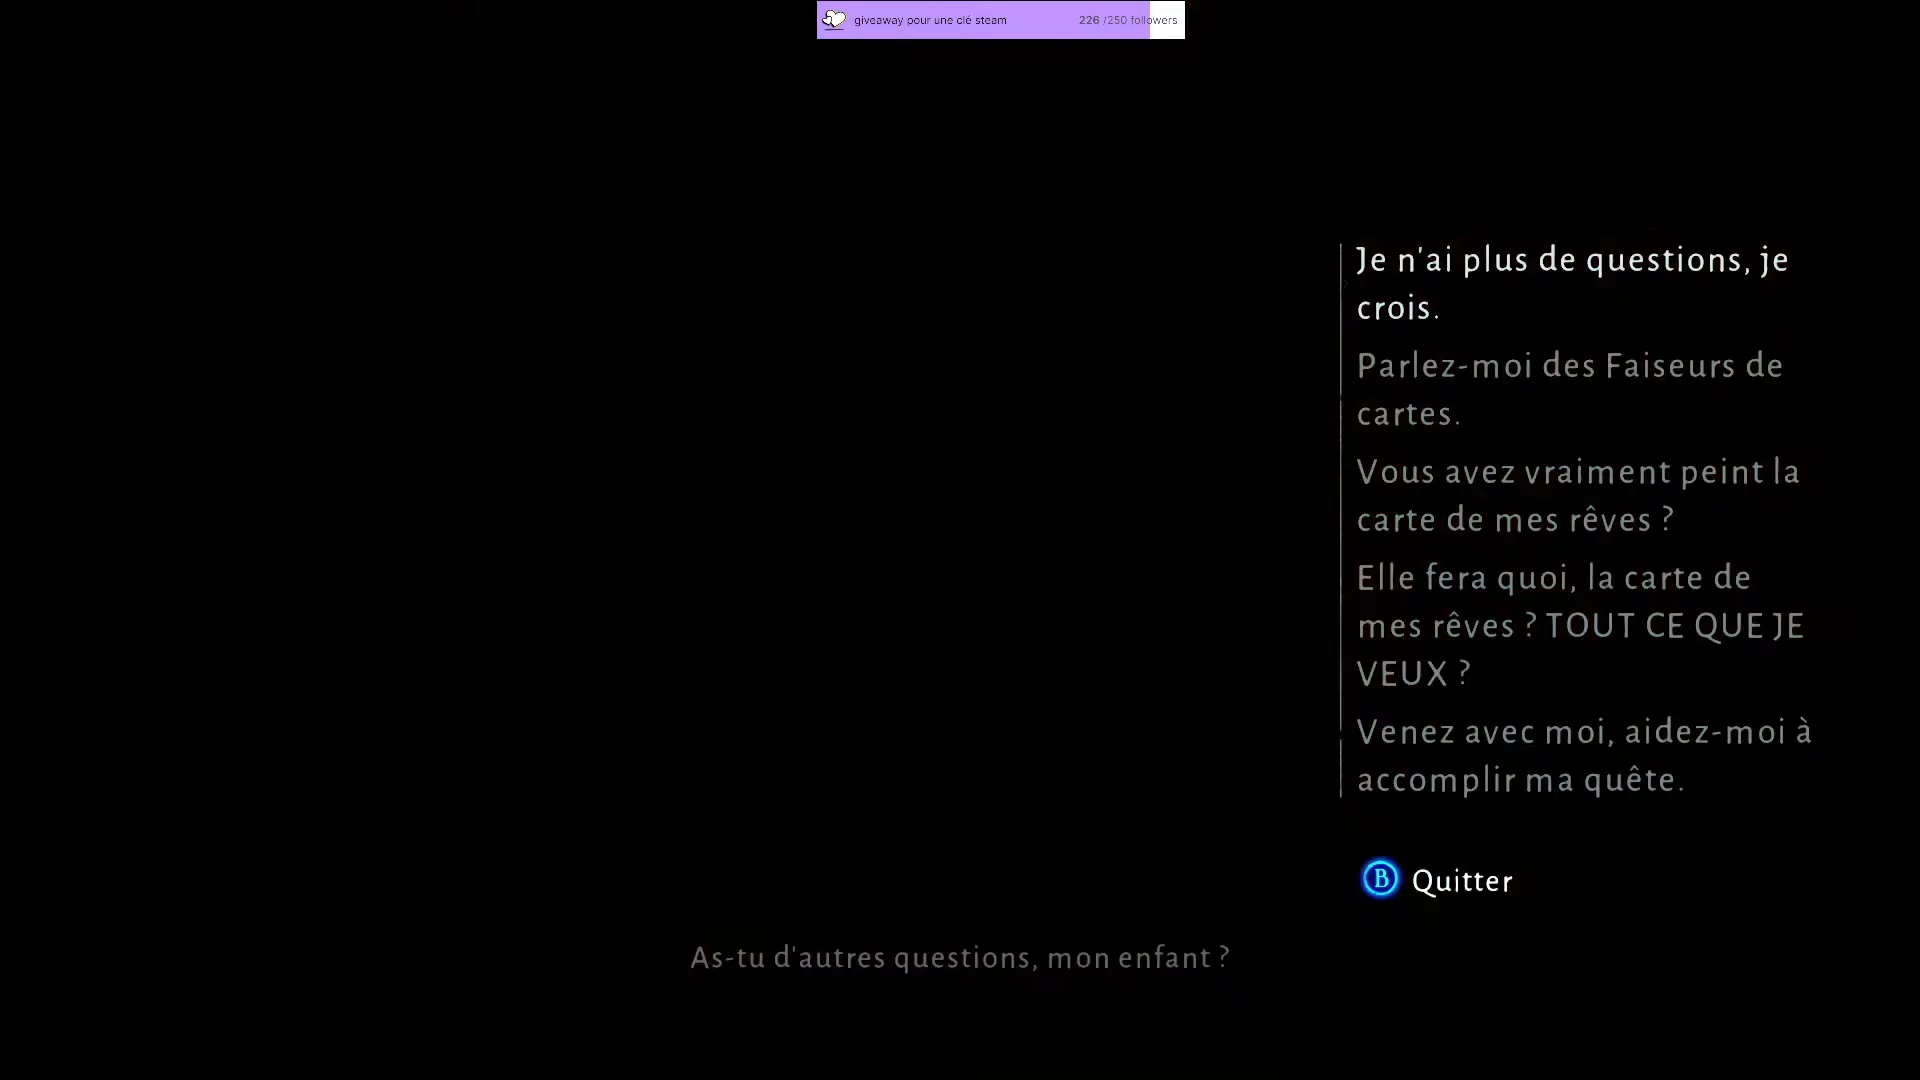 giveaway pour une clé steam 226 /250 followers
Je n'ai plus de questions, je
crois.
Parlez-moi des Faiseurs de
cartes.
Vous avez vraiment peint la
carte de mes rêves ?
Elle fera quoi, la carte de
mes rêves ? TOUT CE QUE JE
VEUX ?
Venez avec moi, aidez-moi à
accomplir ma quête.
B Quitter
As-tu d'autres questions, mon enfant ?